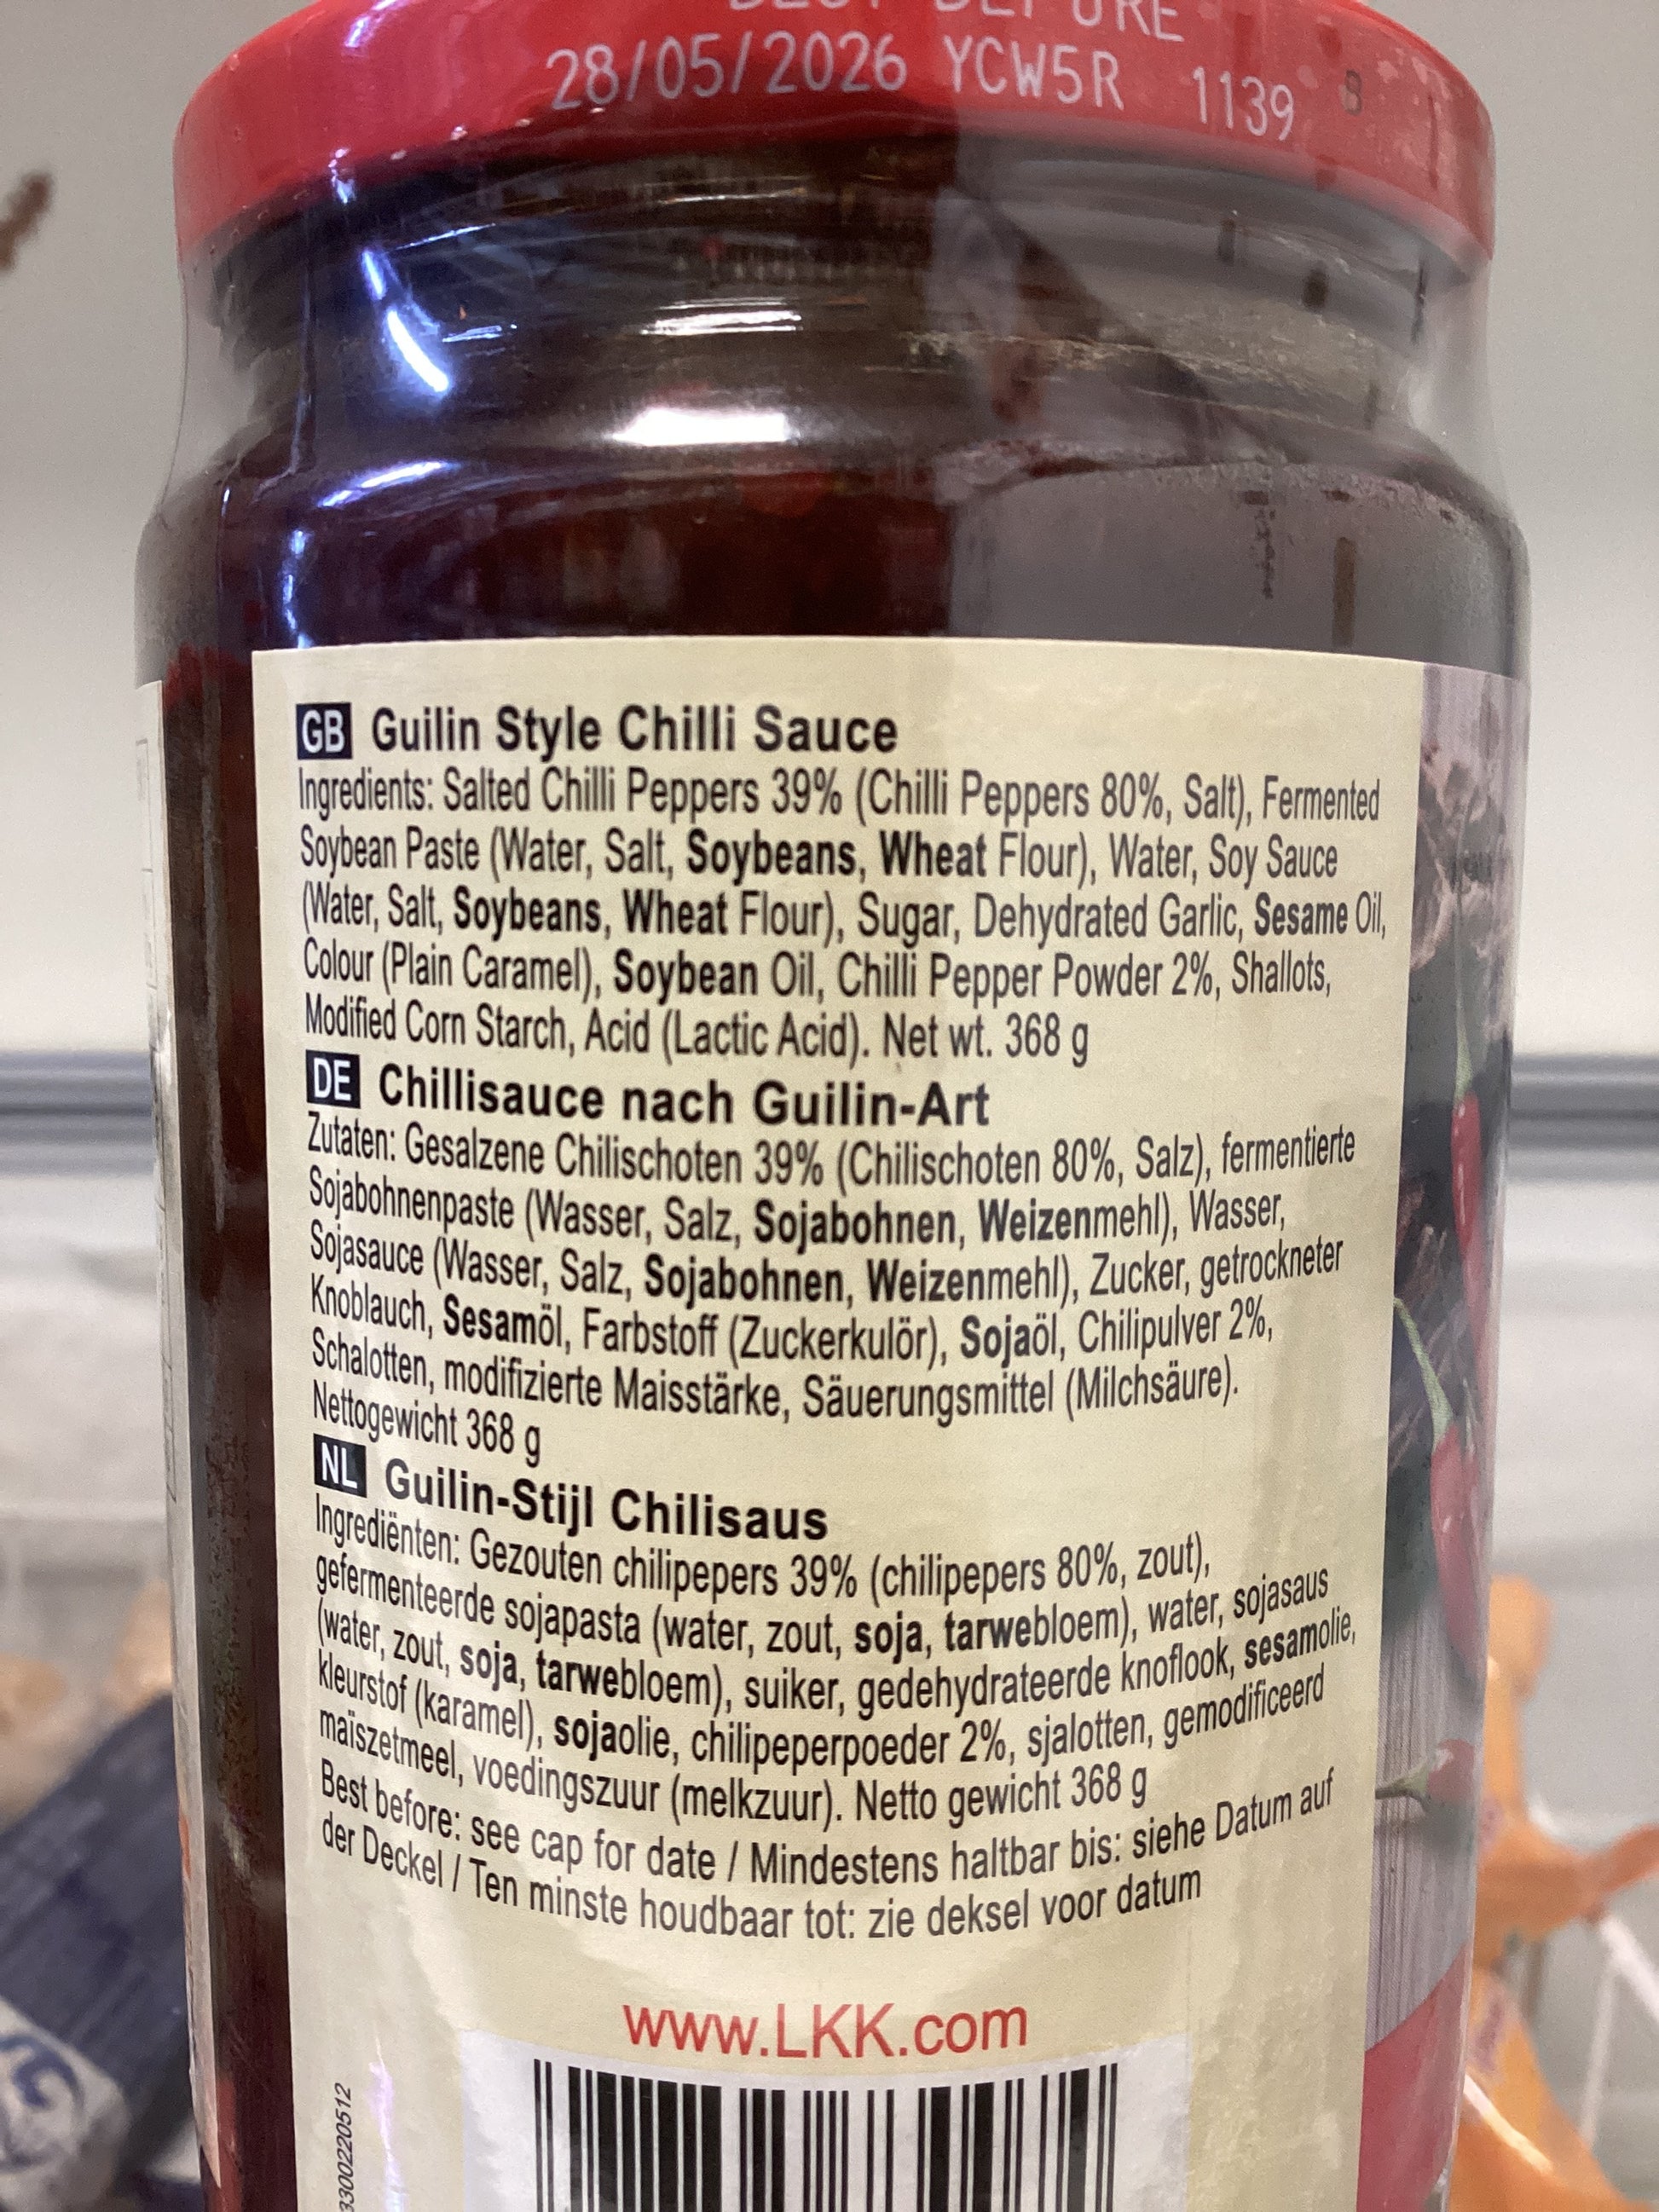 BEST BEFORE
28/05/2026 YCW5R 1139
GB Guilin Style Chilli Sauce
Ingredients: Salted Chilli Peppers 39% (Chilli Peppers 80%, Salt), Fermented
Soybean Paste (Water, Salt, Soybeans, Wheat Flour), Water, Soy Sauce
(Water, Salt, Soybeans, Wheat Flour), Sugar, Dehydrated Garlic, Sesame Oil,
Colour (Plain Caramel), Soybean Oil, Chilli Pepper Powder 2%, Shallots,
Modified Corn Starch, Acid (Lactic Acid). Net wt. 368 g
DE Chillisauce nach Guilin-Art
Zutaten: Gesalzene Chilischoten 39% (Chilischoten 80%, Salz), fermentierte
Sojabohnenpaste (Wasser, Salz, Sojabohnen, Weizenmehl), Wasser,
Sojasauce (Wasser, Salz, Sojabohnen, Weizenmehl), Zucker, getrockneter
Knoblauch, Sesamöl, Farbstoff (Zuckerkulör), Sojaöl, Chilipulver 2%,
Schalotten, modifizierte Maisstärke, Säuerungsmittel (Milchsäure).
Nettogewicht 368 g
NL Guilin-Stijl Chilisaus
Ingrediënten: Gezouten chilipepers 39% (chilipepers 80%, zout),
gefermenteerde sojapasta (water, zout, soja, tarwebloem), water, sojasaus
(water, zout, soja, tarwebloem), suiker, gedehydrateerde knoflook, sesamolie,
kleurstof (karamel), sojaolie, chilipeperpoeder 2%, sjalotten, gemodificeerd
maïszetmeel, voedingszuur (melkzuur). Netto gewicht 368 g
Best before: see cap for date / Mindestens haltbar bis: siehe Datum auf
der Deckel / Ten minste houdbaar tot: zie deksel voor datum
www.LKK.com
3300220512